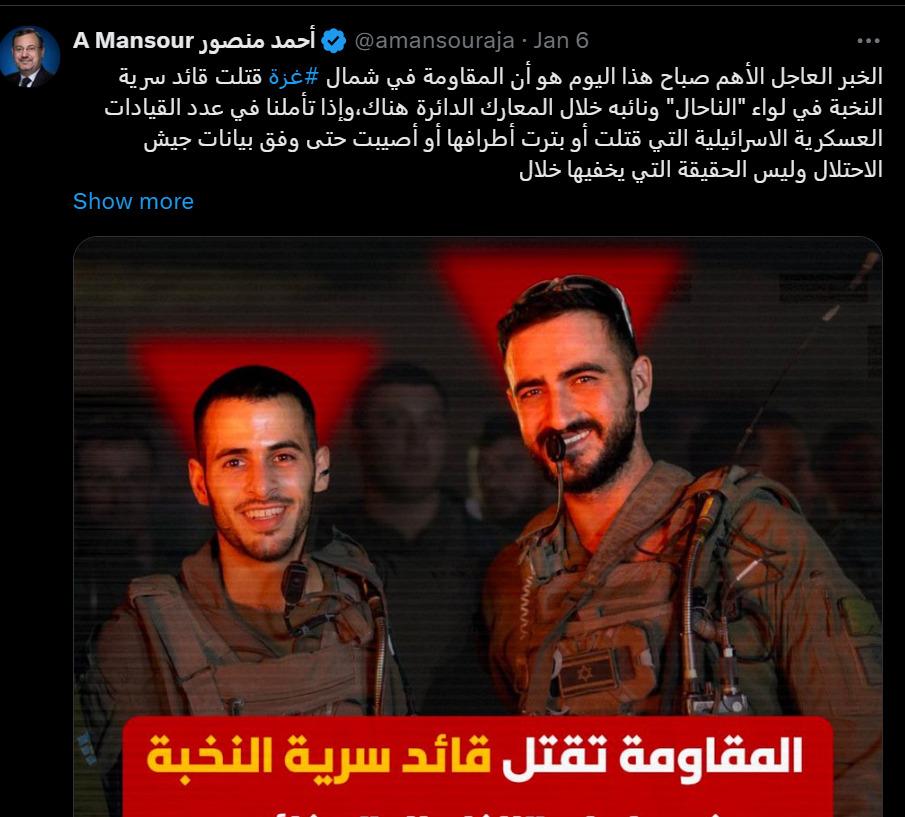 A Mansour أحمد منصور @amansouraja · Jan 6
الخبر العاجل الأهم صباح هذا اليوم هو أن المقاومة في شمال #غزة قتلت قائد سرية
النخبة في لواء "الناحال" ونائبه خلال المعارك الدائرة هناك،وإذا تأملنا في عدد القيادات
العسكرية الاسرائيلية التي قتلت أو بترت أطرافها أو أصيبت حتى وفق بيانات جيش
الاحتلال وليس الحقيقة التي يخفيها خلال
Show more
المقاومة تقتل قائد سرية النخبة